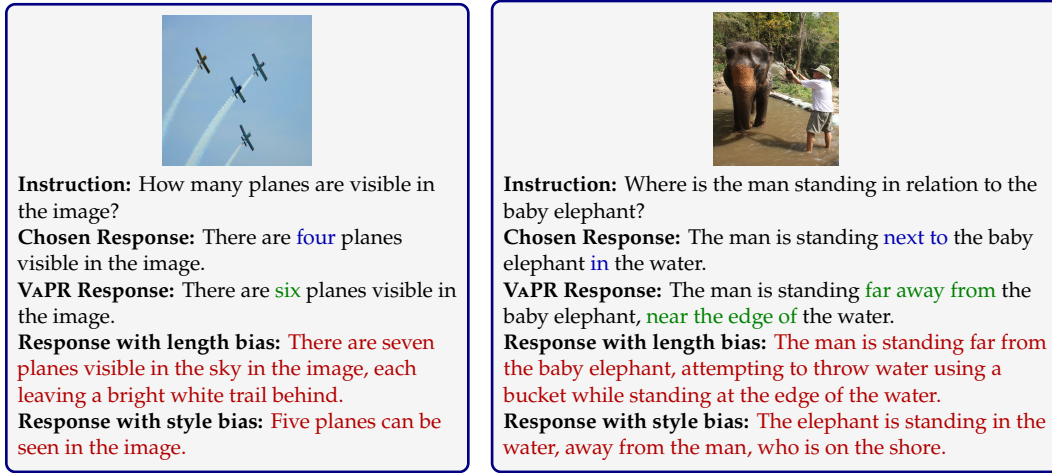 Instruction: How many planes are visible in
the image?
Chosen Response: There are four planes
visible in the image.
VAPR Response: There are six planes visible in
the image.
Response with length bias: There are seven
planes visible in the sky in the image, each
leaving a bright white trail behind.
Response with style bias: Five planes can be
seen in the image.
Instruction: Where is the man standing in relation to the
baby elephant?
Chosen Response: The man is standing next to the baby
elephant in the water.
VAPR Response: The man is standing far away from the
baby elephant, near the edge of the water.
Response with length bias: The man is standing far from
the baby elephant, attempting to throw water using a
bucket while standing at the edge of the water.
Response with style bias: The elephant is standing in the
water, away from the man, who is on the shore.